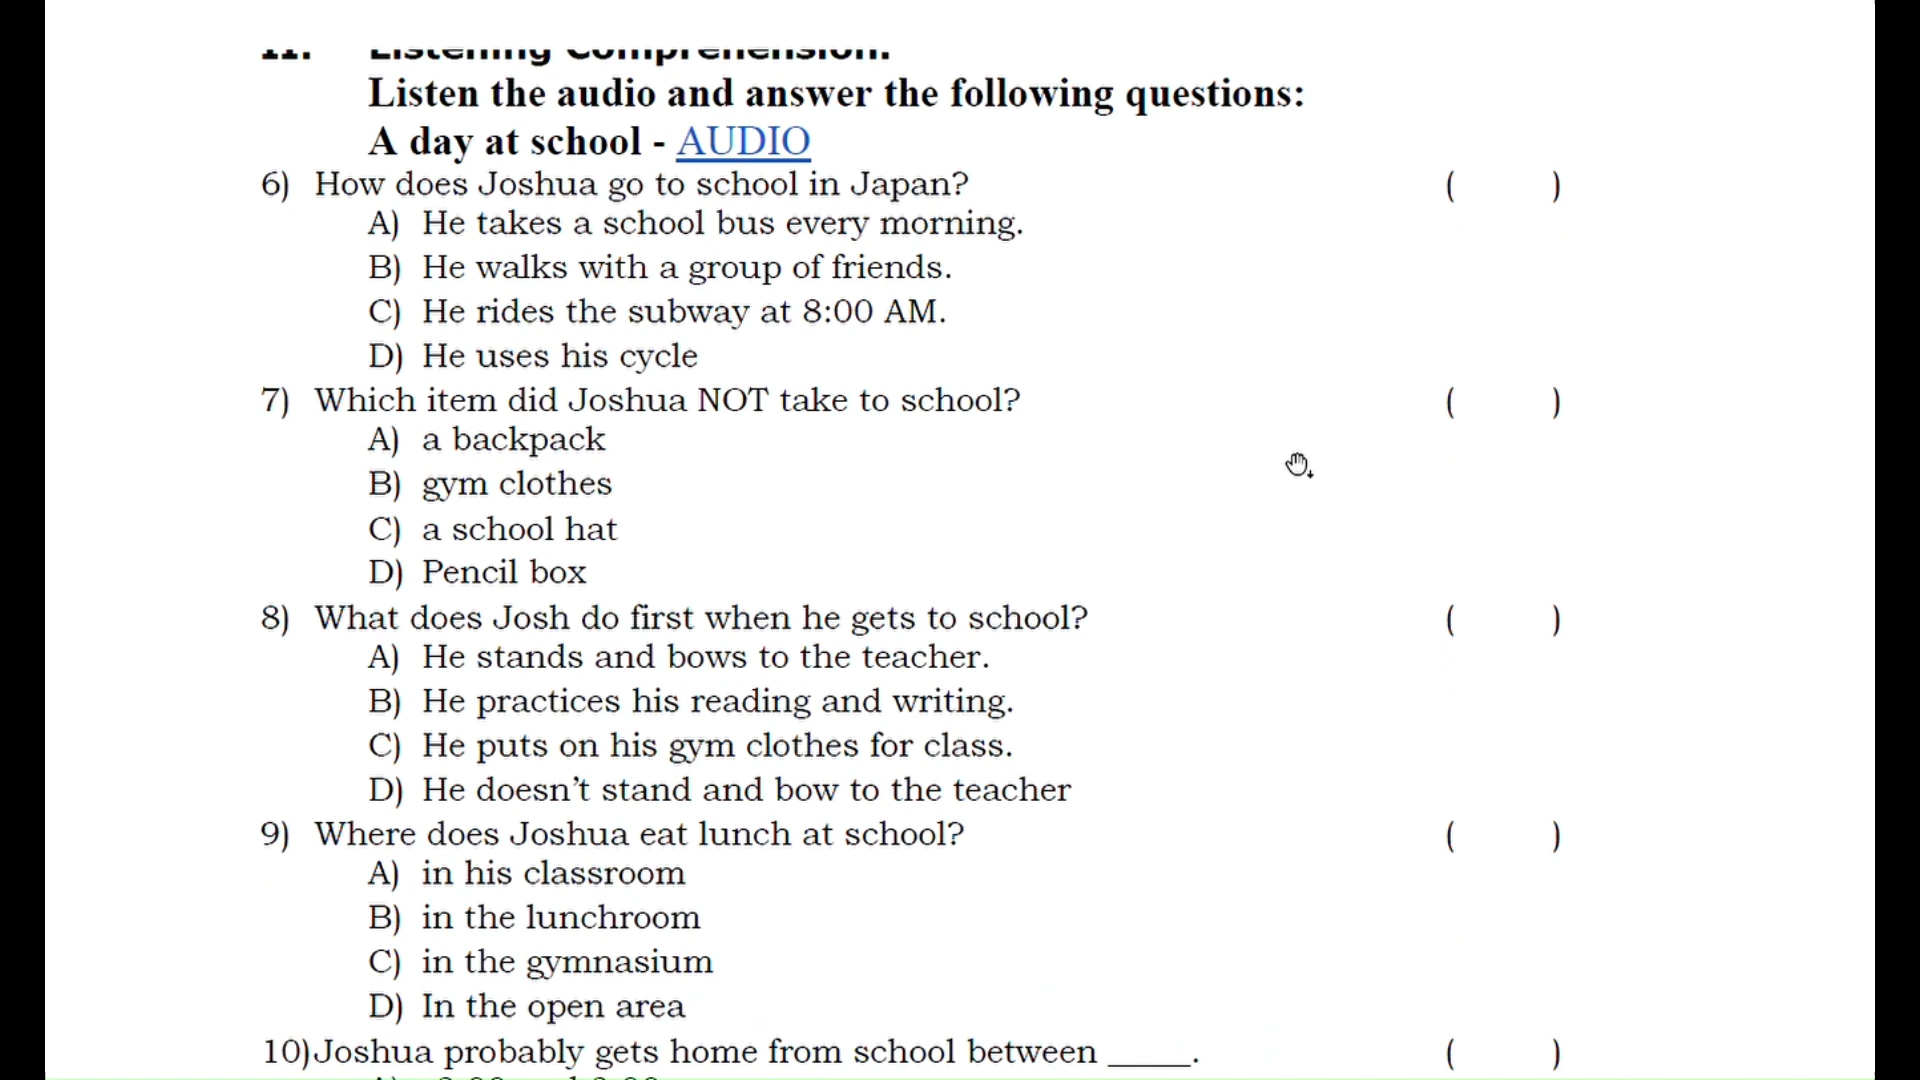 11. Listening Comprehension:
Listen the audio and answer the following questions:
A day at school - AUDIO
6) How does Joshua go to school in Japan? ( )
A) He takes a school bus every morning.
B) He walks with a group of friends.
C) He rides the subway at 8:00 AM.
D) He uses his cycle
7) Which item did Joshua NOT take to school? ( )
A) a backpack
B) gym clothes
C) a school hat
D) Pencil box
8) What does Josh do first when he gets to school? ( )
A) He stands and bows to the teacher.
B) He practices his reading and writing.
C) He puts on his gym clothes for class.
D) He doesn’t stand and bow to the teacher
9) Where does Joshua eat lunch at school? ( )
A) in his classroom
B) in the lunchroom
C) in the gymnasium
D) In the open area
10)Joshua probably gets home from school between _____. ( )